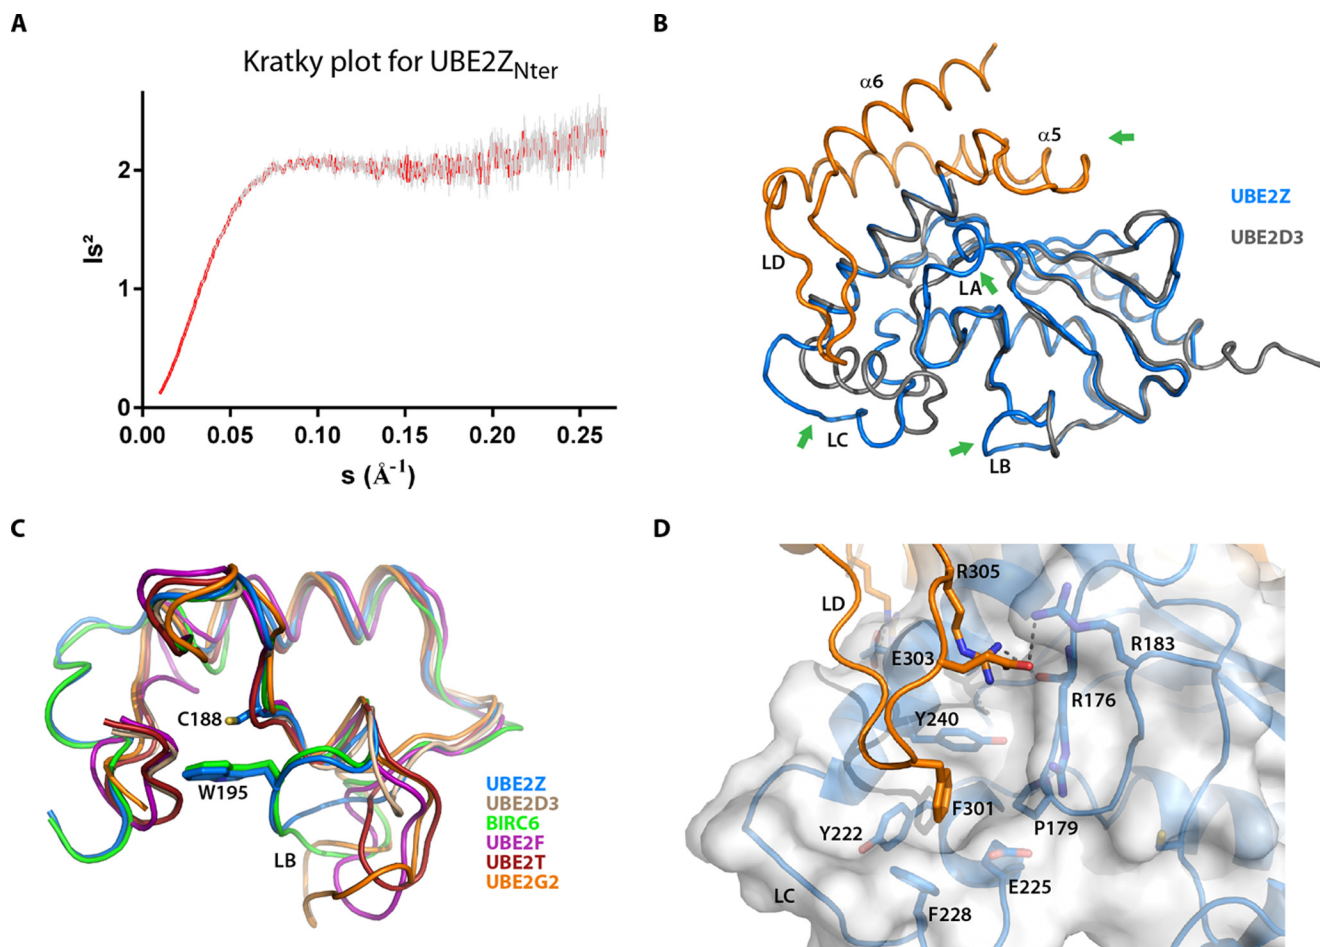 A
Kratky plot for UBE2ZNter
Is²
2
1
0
0.00 0.05 0.10 0.15 0.20 0.25
s (Å-1)
B
α6
α5
UBE2Z
UBE2D3
LD
LA
LC
LB
C
C188
W195
LB
UBE2Z
UBE2D3
BIRC6
UBE2F
UBE2T
UBE2G2
D
R305
LD
R183
E303
R176
Y240
F301
P179
Y222
E225
LC
F228